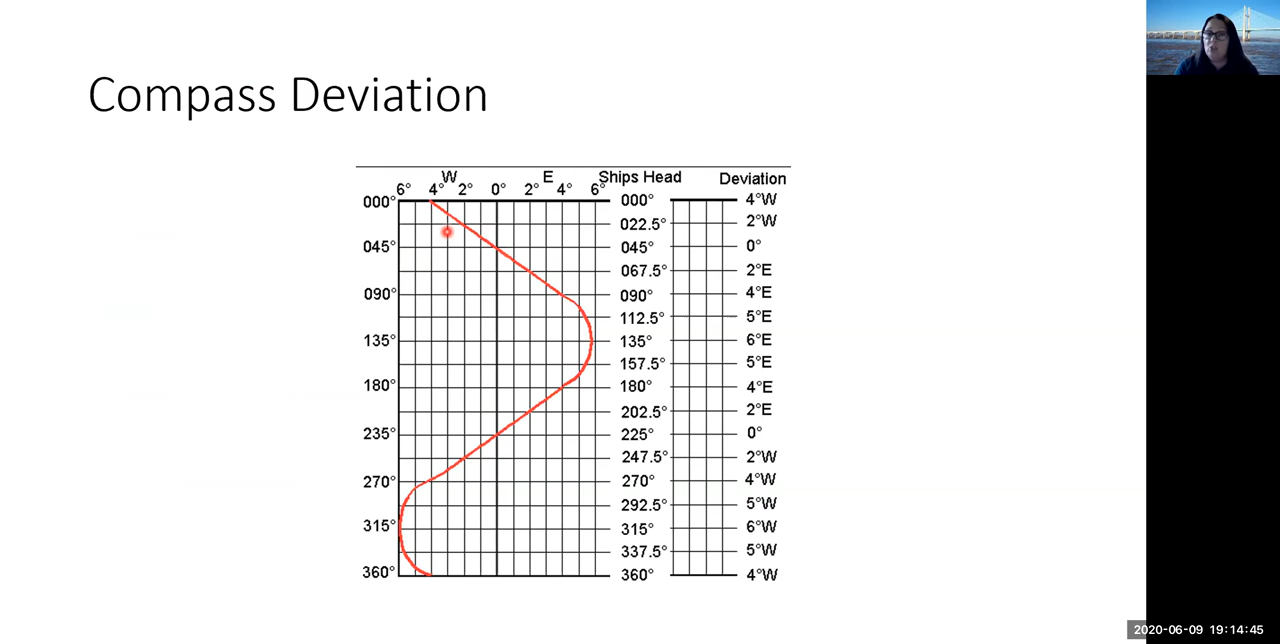 Compass Deviation
W E Ships Head Deviation
6° 4° 2° 0° 2° 4° 6°
000° 000° 4°W
022.5° 2°W
045° 045° 0°
067.5° 2°E
090° 090° 4°E
112.5° 5°E
135° 135° 6°E
157.5° 5°E
180° 180° 4°E
202.5° 2°E
235° 225° 0°
247.5° 2°W
270° 270° 4°W
292.5° 5°W
315° 315° 6°W
337.5° 5°W
360° 360° 4°W
2020-06-09 19:14:45